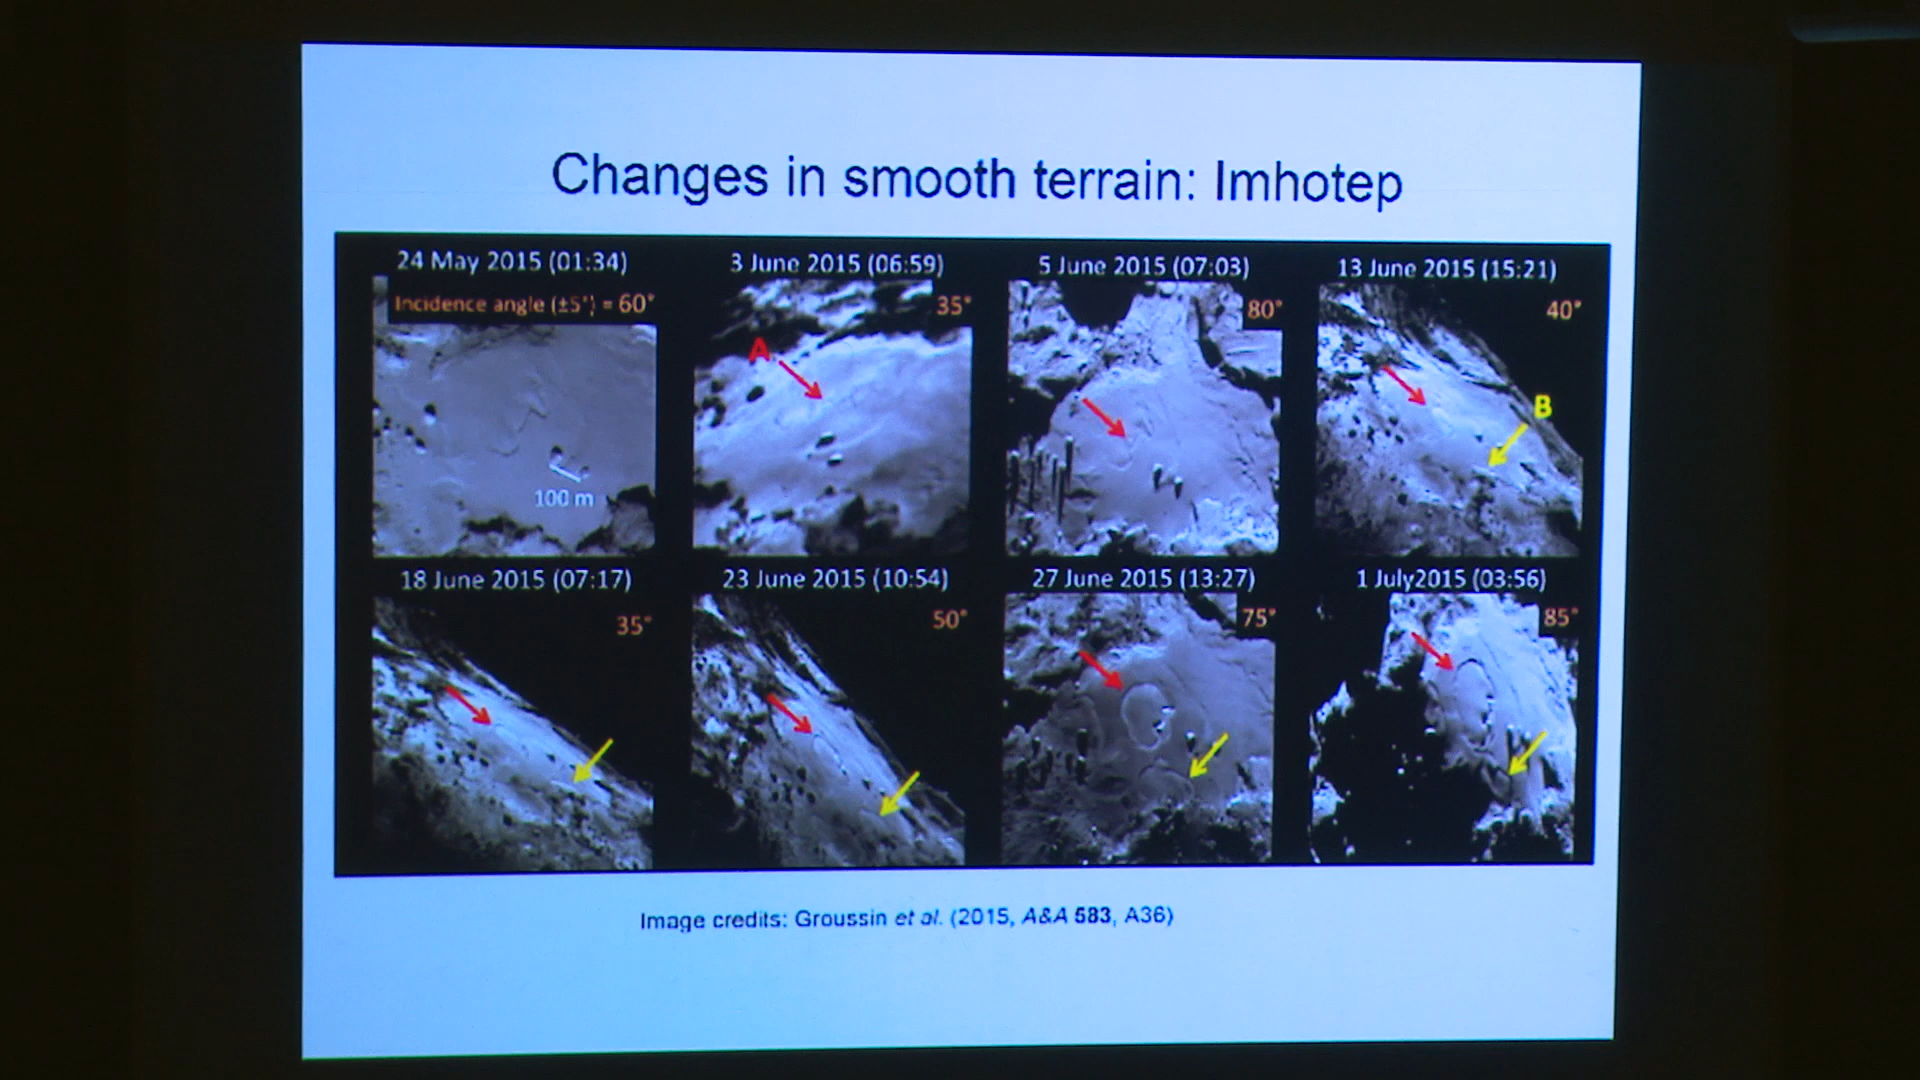 Changes in smooth terrain: Imhotep
24 May 2015 (01:34)
3 June 2015 (06:59)
5 June 2015 (07:03)
13 June 2015 (15:21)
Incidence angle (±5°) = 60°
35°
80°
40°
A
B
100 m
18 June 2015 (07:17)
23 June 2015 (10:54)
27 June 2015 (13:27)
1 July2015 (03:56)
35°
50°
75°
85°
Image credits: Groussin et al. (2015, A&A 583, A36)